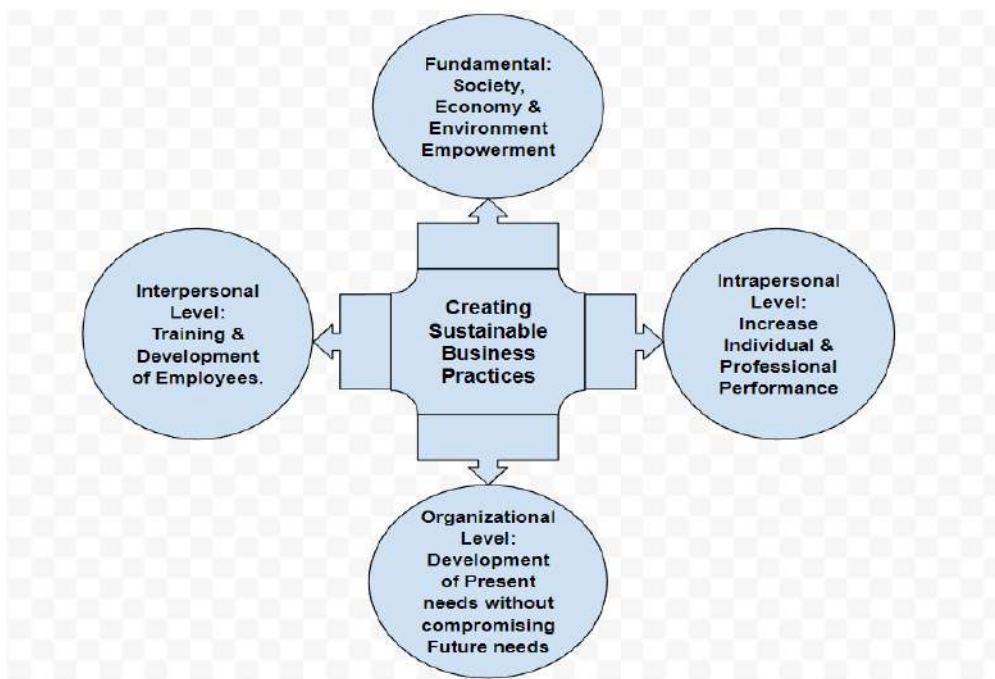 Fundamental:
Society,
Economy &
Environment
Empowerment
Interpersonal
Level:
Training &
Development
of Employees.
Creating
Sustainable
Business
Practices
Intrapersonal
Level:
Increase
Individual &
Professional
Performance
Organizational
Level:
Development
of Present
needs without
compromising
Future needs